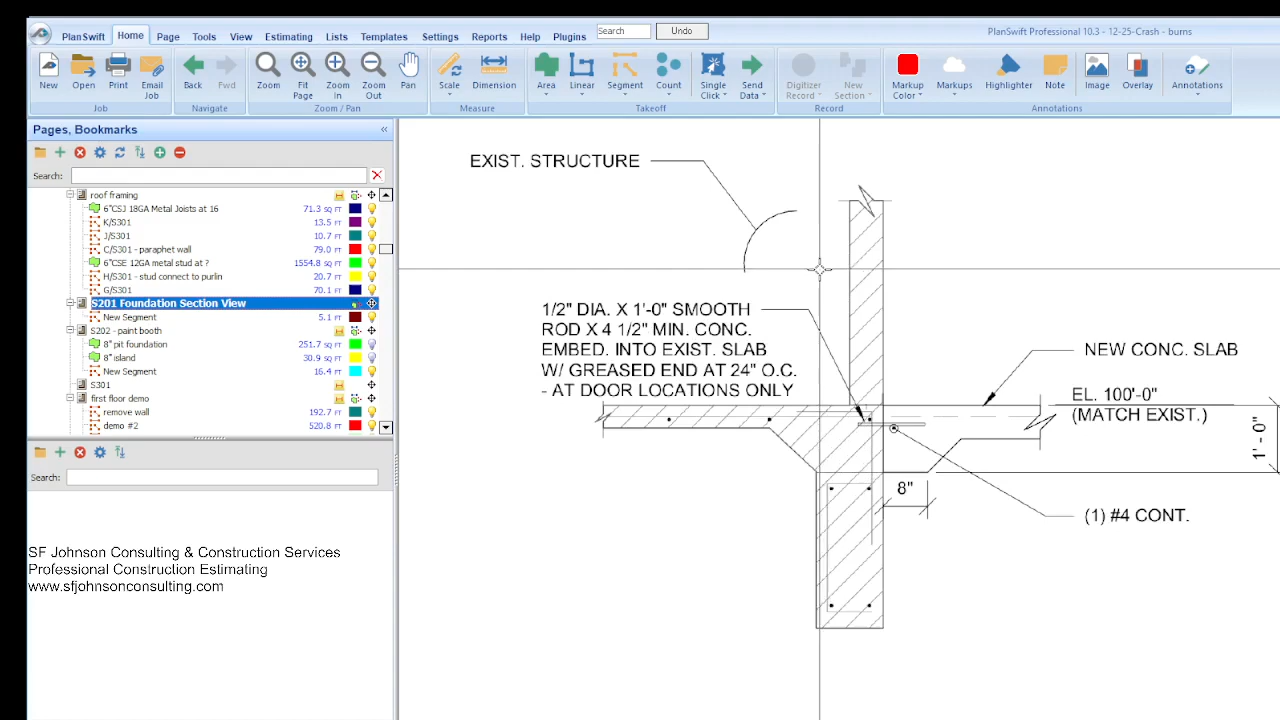 PlanSwift Home Page Tools View Estimating Lists Templates Settings Reports Help Plugins Search Undo PlanSwift Professional 10.3 - 12-25-Crash - burns
New Open Print Email Job Back Fwd Zoom Fit Page Zoom In Zoom Out Pan Scale Dimension Area Linear Segment Count Single Click Send Data Digitizer Record New Section Markup Color Markups Highlighter Note Image Overlay Annotations
Job Navigate Zoom / Pan Measure Takeoff Record Annotations
Pages, Bookmarks
Search:
roof framing
6"CSJ 18GA Metal Joists at 16 71.3 SQ FT
K/S301 13.5 FT
J/S301 10.7 FT
C/S301 - paraphet wall 79.0 FT
6"CSE 12GA metal stud at ? 1554.8 SQ FT
H/S301 - stud connect to purlin 20.7 FT
G/S301 70.1 FT
S201 Foundation Section View
New Segment 5.1 FT
S202 - paint booth
8" pit foundation 251.7 SQ FT
8" island 30.9 SQ FT
New Segment 16.4 FT
S301
first floor demo
remove wall 192.7 FT
demo #2 520.8 FT
Search:
SF Johnson Consulting & Construction Services
Professional Construction Estimating
www.sfjohnsonconsulting.com
EXIST. STRUCTURE
1/2" DIA. X 1'-0" SMOOTH
ROD X 4 1/2" MIN. CONC.
EMBED. INTO EXIST. SLAB
W/ GREASED END AT 24" O.C.
- AT DOOR LOCATIONS ONLY
NEW CONC. SLAB
EL. 100'-0"
(MATCH EXIST.)
1' - 0"
8"
(1) #4 CONT.